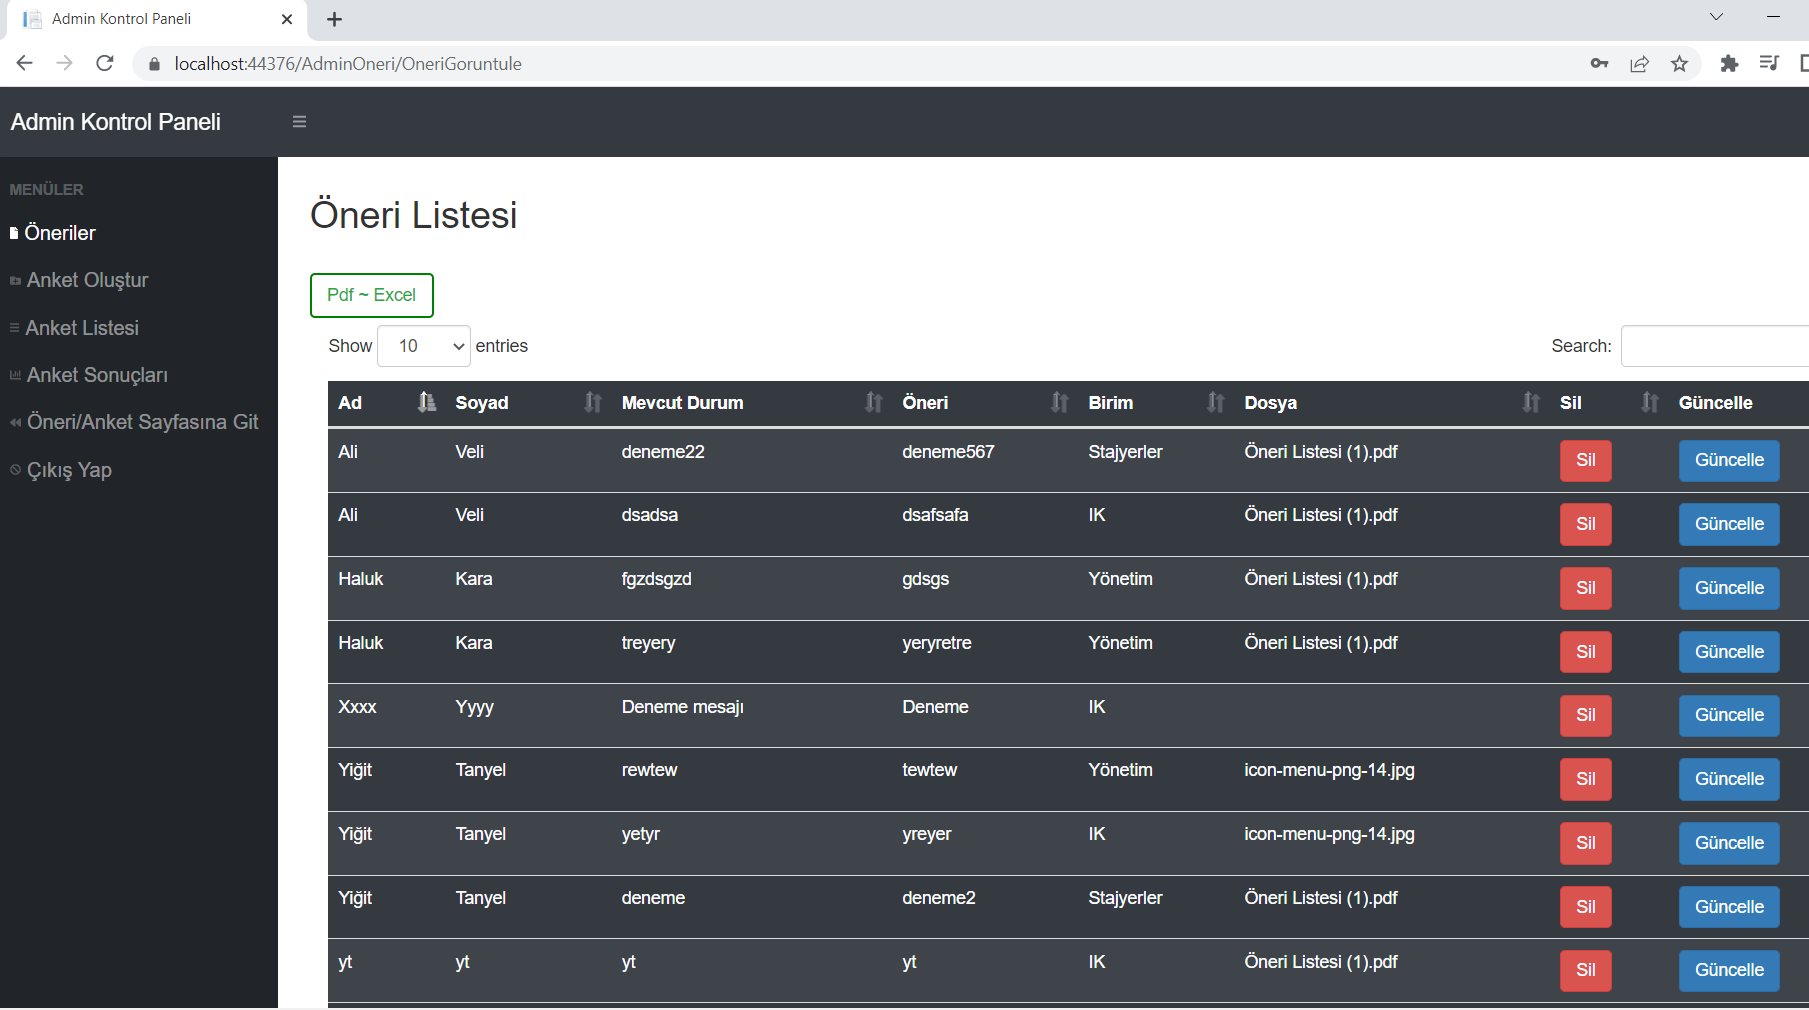 Admin Kontrol Paneli
localhost:44376/AdminOneri/OneriGoruntule
Admin Kontrol Paneli
MENÜLER
Öneriler
Anket Oluştur
Anket Listesi
Anket Sonuçları
Öneri/Anket Sayfasına Git
Çıkış Yap
Öneri Listesi
Pdf ~ Excel
Show 10 entries
Search:
Ad Soyad Mevcut Durum Öneri Birim Dosya Sil Güncelle
Ali Veli deneme22 deneme567 Stajyerler Öneri Listesi (1).pdf Sil Güncelle
Ali Veli dsadsa dsafsafa IK Öneri Listesi (1).pdf Sil Güncelle
Haluk Kara fgzdsgzd gdsgs Yönetim Öneri Listesi (1).pdf Sil Güncelle
Haluk Kara treyery yeryretre Yönetim Öneri Listesi (1).pdf Sil Güncelle
Xxxx Yyyy Deneme mesajı Deneme IK Sil Güncelle
Yiğit Tanyel rewtew tewtew Yönetim icon-menu-png-14.jpg Sil Güncelle
Yiğit Tanyel yetyr yreyer IK icon-menu-png-14.jpg Sil Güncelle
Yiğit Tanyel deneme deneme2 Stajyerler Öneri Listesi (1).pdf Sil Güncelle
yt yt yt yt IK Öneri Listesi (1).pdf Sil Güncelle